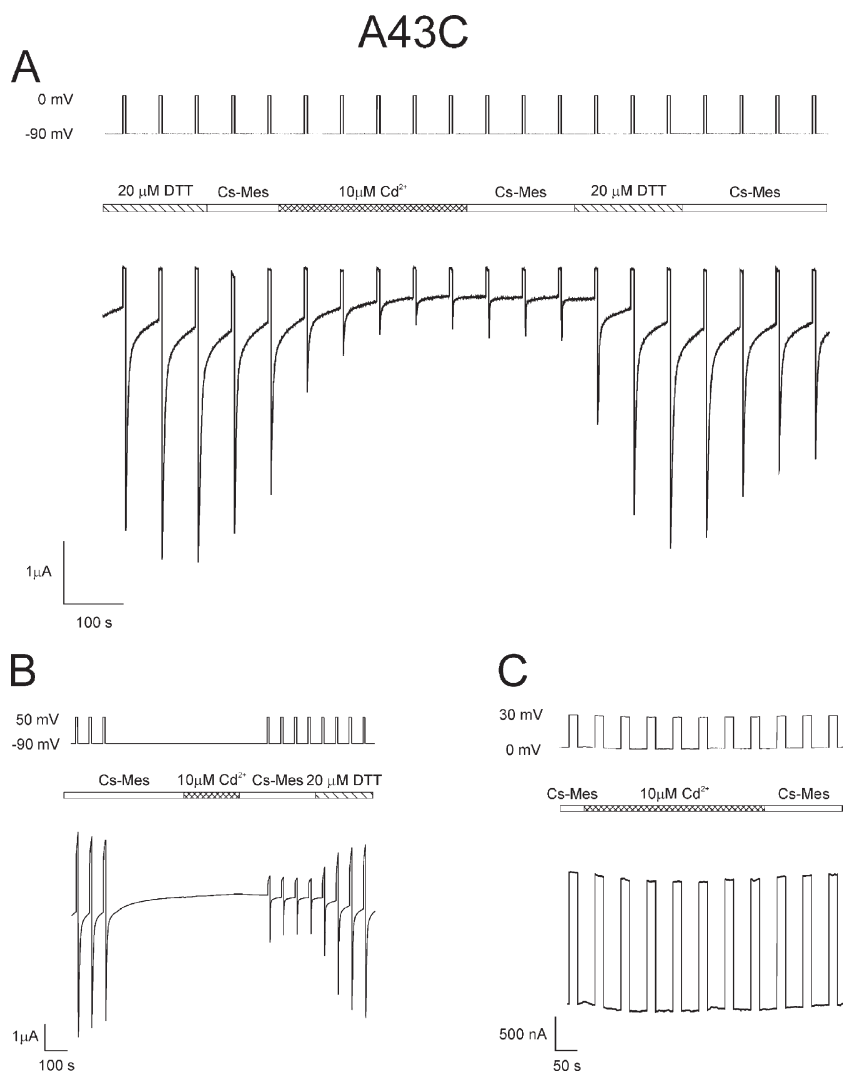 A43C
A
0 mV
-90 mV
20 μM DTT Cs-Mes 10μM Cd²⁺ Cs-Mes 20 μM DTT Cs-Mes
1μA
100 s
B
50 mV
-90 mV
Cs-Mes 10μM Cd²⁺ Cs-Mes 20 μM DTT
1μA
100 s
C
30 mV
0 mV
Cs-Mes 10μM Cd²⁺ Cs-Mes
500 nA
50 s